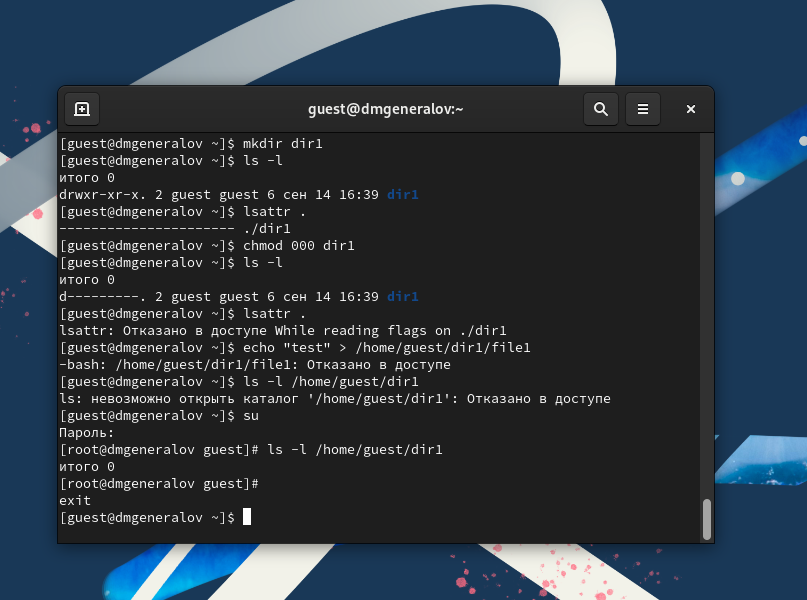 guest@dmgeneralov:~
[guest@dmgeneralov ~]$ mkdir dir1
[guest@dmgeneralov ~]$ ls -l
итого 0
drwxr-xr-x. 2 guest guest 6 сен 14 16:39 dir1
[guest@dmgeneralov ~]$ lsattr .
---------------------- ./dir1
[guest@dmgeneralov ~]$ chmod 000 dir1
[guest@dmgeneralov ~]$ ls -l
итого 0
d---------. 2 guest guest 6 сен 14 16:39 dir1
[guest@dmgeneralov ~]$ lsattr .
lsattr: Отказано в доступе While reading flags on ./dir1
[guest@dmgeneralov ~]$ echo "test" > /home/guest/dir1/file1
-bash: /home/guest/dir1/file1: Отказано в доступе
[guest@dmgeneralov ~]$ ls -l /home/guest/dir1
ls: невозможно открыть каталог '/home/guest/dir1': Отказано в доступе
[guest@dmgeneralov ~]$ su
Пароль:
[root@dmgeneralov guest]# ls -l /home/guest/dir1
итого 0
[root@dmgeneralov guest]#
exit
[guest@dmgeneralov ~]$